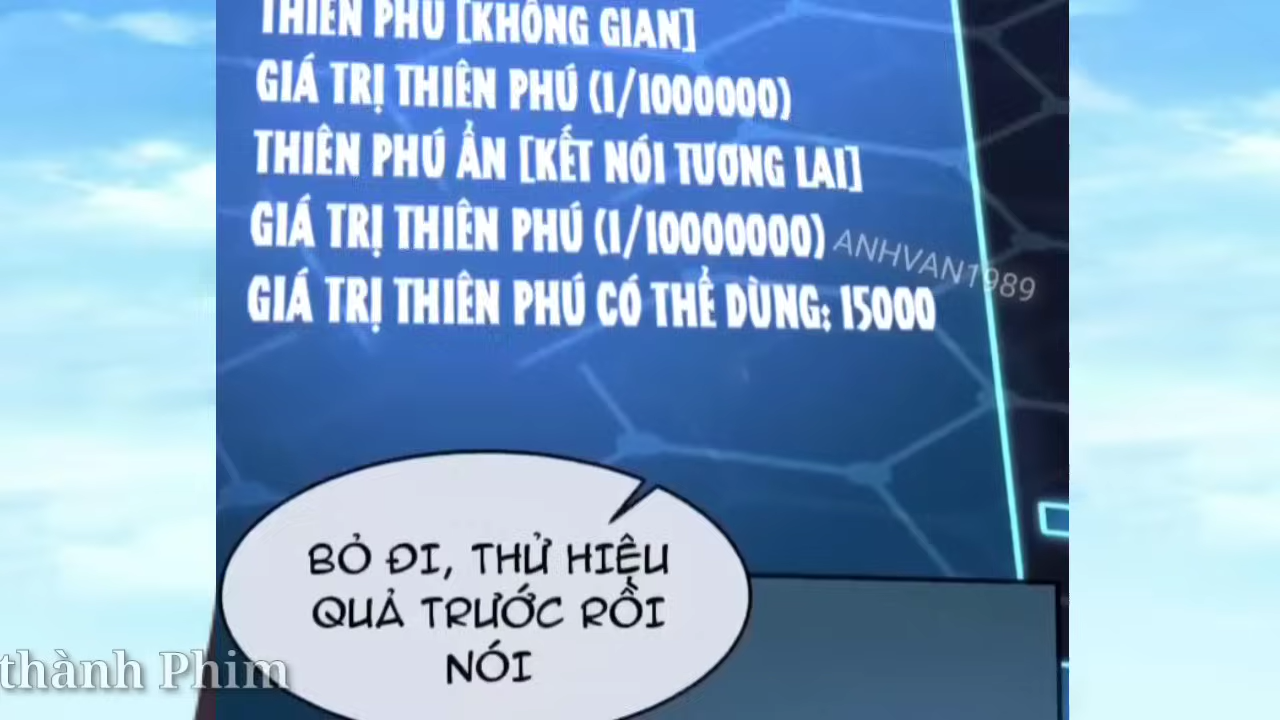 THIÊN PHÚ [KHÔNG GIAN]
GIÁ TRỊ THIÊN PHÚ (1/1000000)
THIÊN PHÚ ẨN [KẾT NÓI TƯƠNG LAI]
GIÁ TRỊ THIÊN PHÚ (1/10000000)
ANHVAN1989
GIÁ TRỊ THIÊN PHÚ CÓ THỂ DÙNG: 15000
BỎ ĐI, THỬ HIỆU
QUẢ TRƯỚC RỒI
NÓI
thành Phim